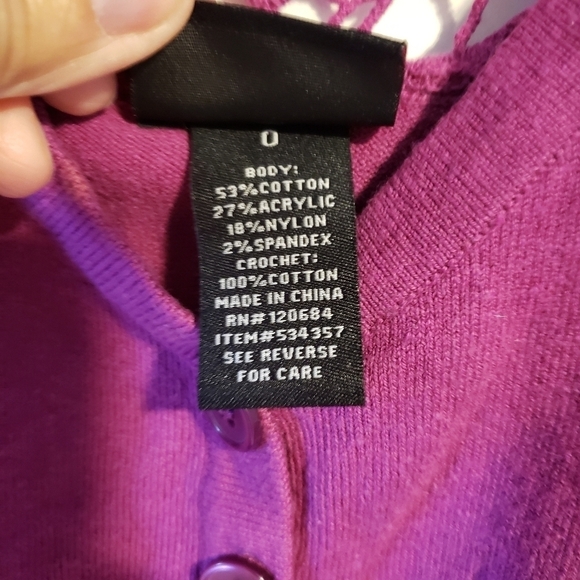 0
BODY:
53%COTTON
27%ACRYLIC
18%NYLON
2%SPANDEX
CROCHET:
100%COTTON
MADE IN CHINA
RN#120684
ITEM#534357
SEE REVERSE
FOR CARE